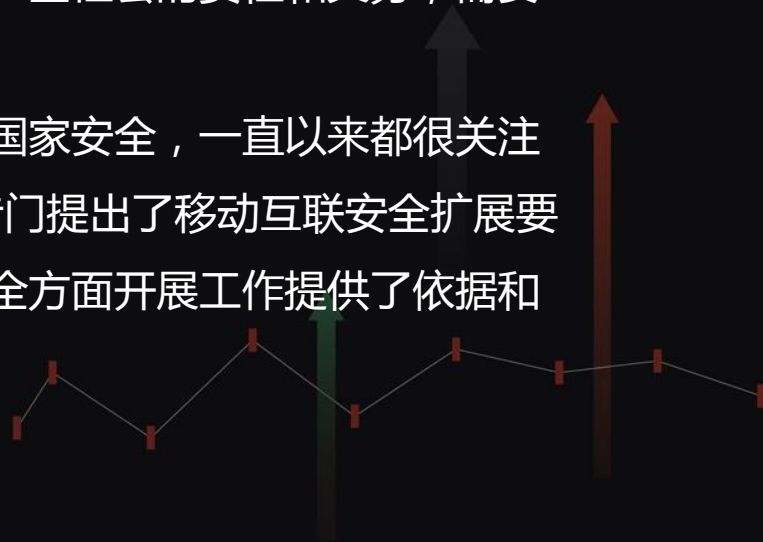 国家安全，一直以来都很关注
门提出了移动互联安全扩展要
全方面开展工作提供了依据和